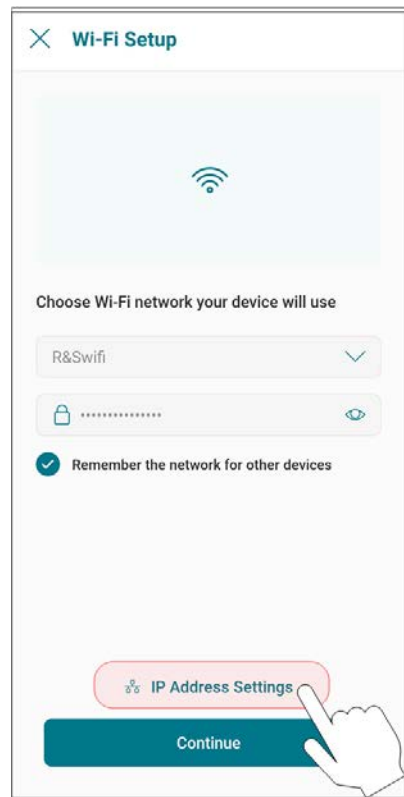 Wi-Fi Setup
Choose Wi-Fi network your device will use
R&Swifi
Remember the network for other devices
IP Address Settings
Continue